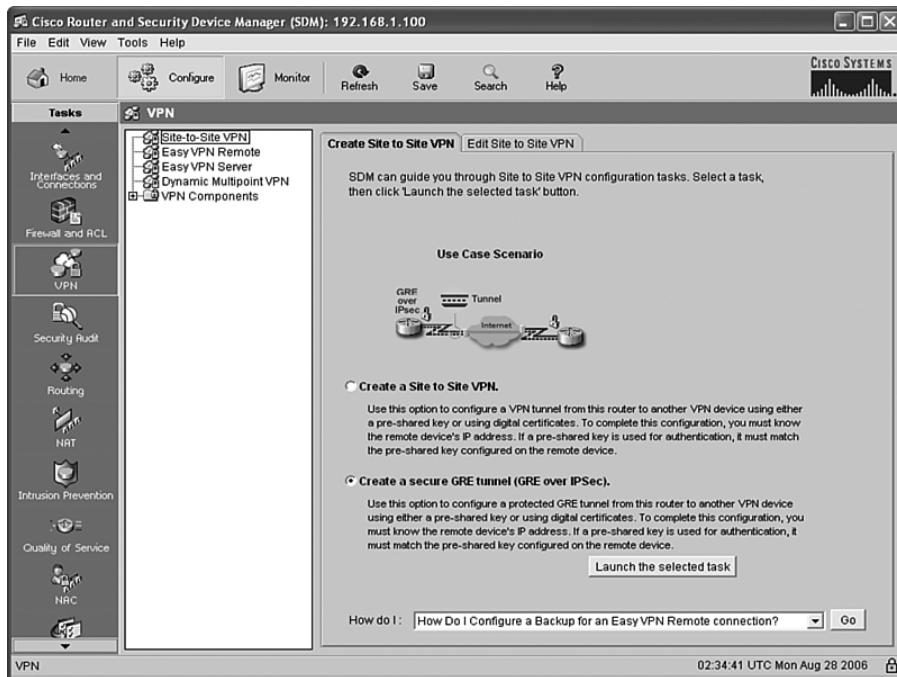 Cisco Router and Security Device Manager (SDM): 192.168.1.100
File Edit View Tools Help
Home
Configure
Monitor
Refresh
Save
Search
Help
CISCO SYSTEMS
Tasks
VPN
Interfaces and
Connections
Firewall and ACL
VPN
Security Audit
Routing
NAT
Intrusion Prevention
Quality of Service
NAC
Site-to-Site VPN
Easy VPN Remote
Easy VPN Server
Dynamic Multipoint VPN
VPN Components
Create Site to Site VPN
Edit Site to Site VPN
SDM can guide you through Site to Site VPN configuration tasks. Select a task,
then click 'Launch the selected task' button.
Use Case Scenario
GRE
over
IPsec
Tunnel
Internet
Create a Site to Site VPN.
Use this option to configure a VPN tunnel from this router to another VPN device using either
a pre-shared key or using digital certificates. To complete this configuration, you must know
the remote device's IP address. If a pre-shared key is used for authentication, it must match
the pre-shared key configured on the remote device.
Create a secure GRE tunnel (GRE over IPSec).
Use this option to configure a protected GRE tunnel from this router to another VPN device
using either a pre-shared key or using digital certificates. To complete this configuration, you
must know the remote device's IP address. If a pre-shared key is used for authentication, it
must match the pre-shared key configured on the remote device.
Launch the selected task
How do I : How Do I Configure a Backup for an Easy VPN Remote connection? Go
VPN
02:34:41 UTC Mon Aug 28 2006